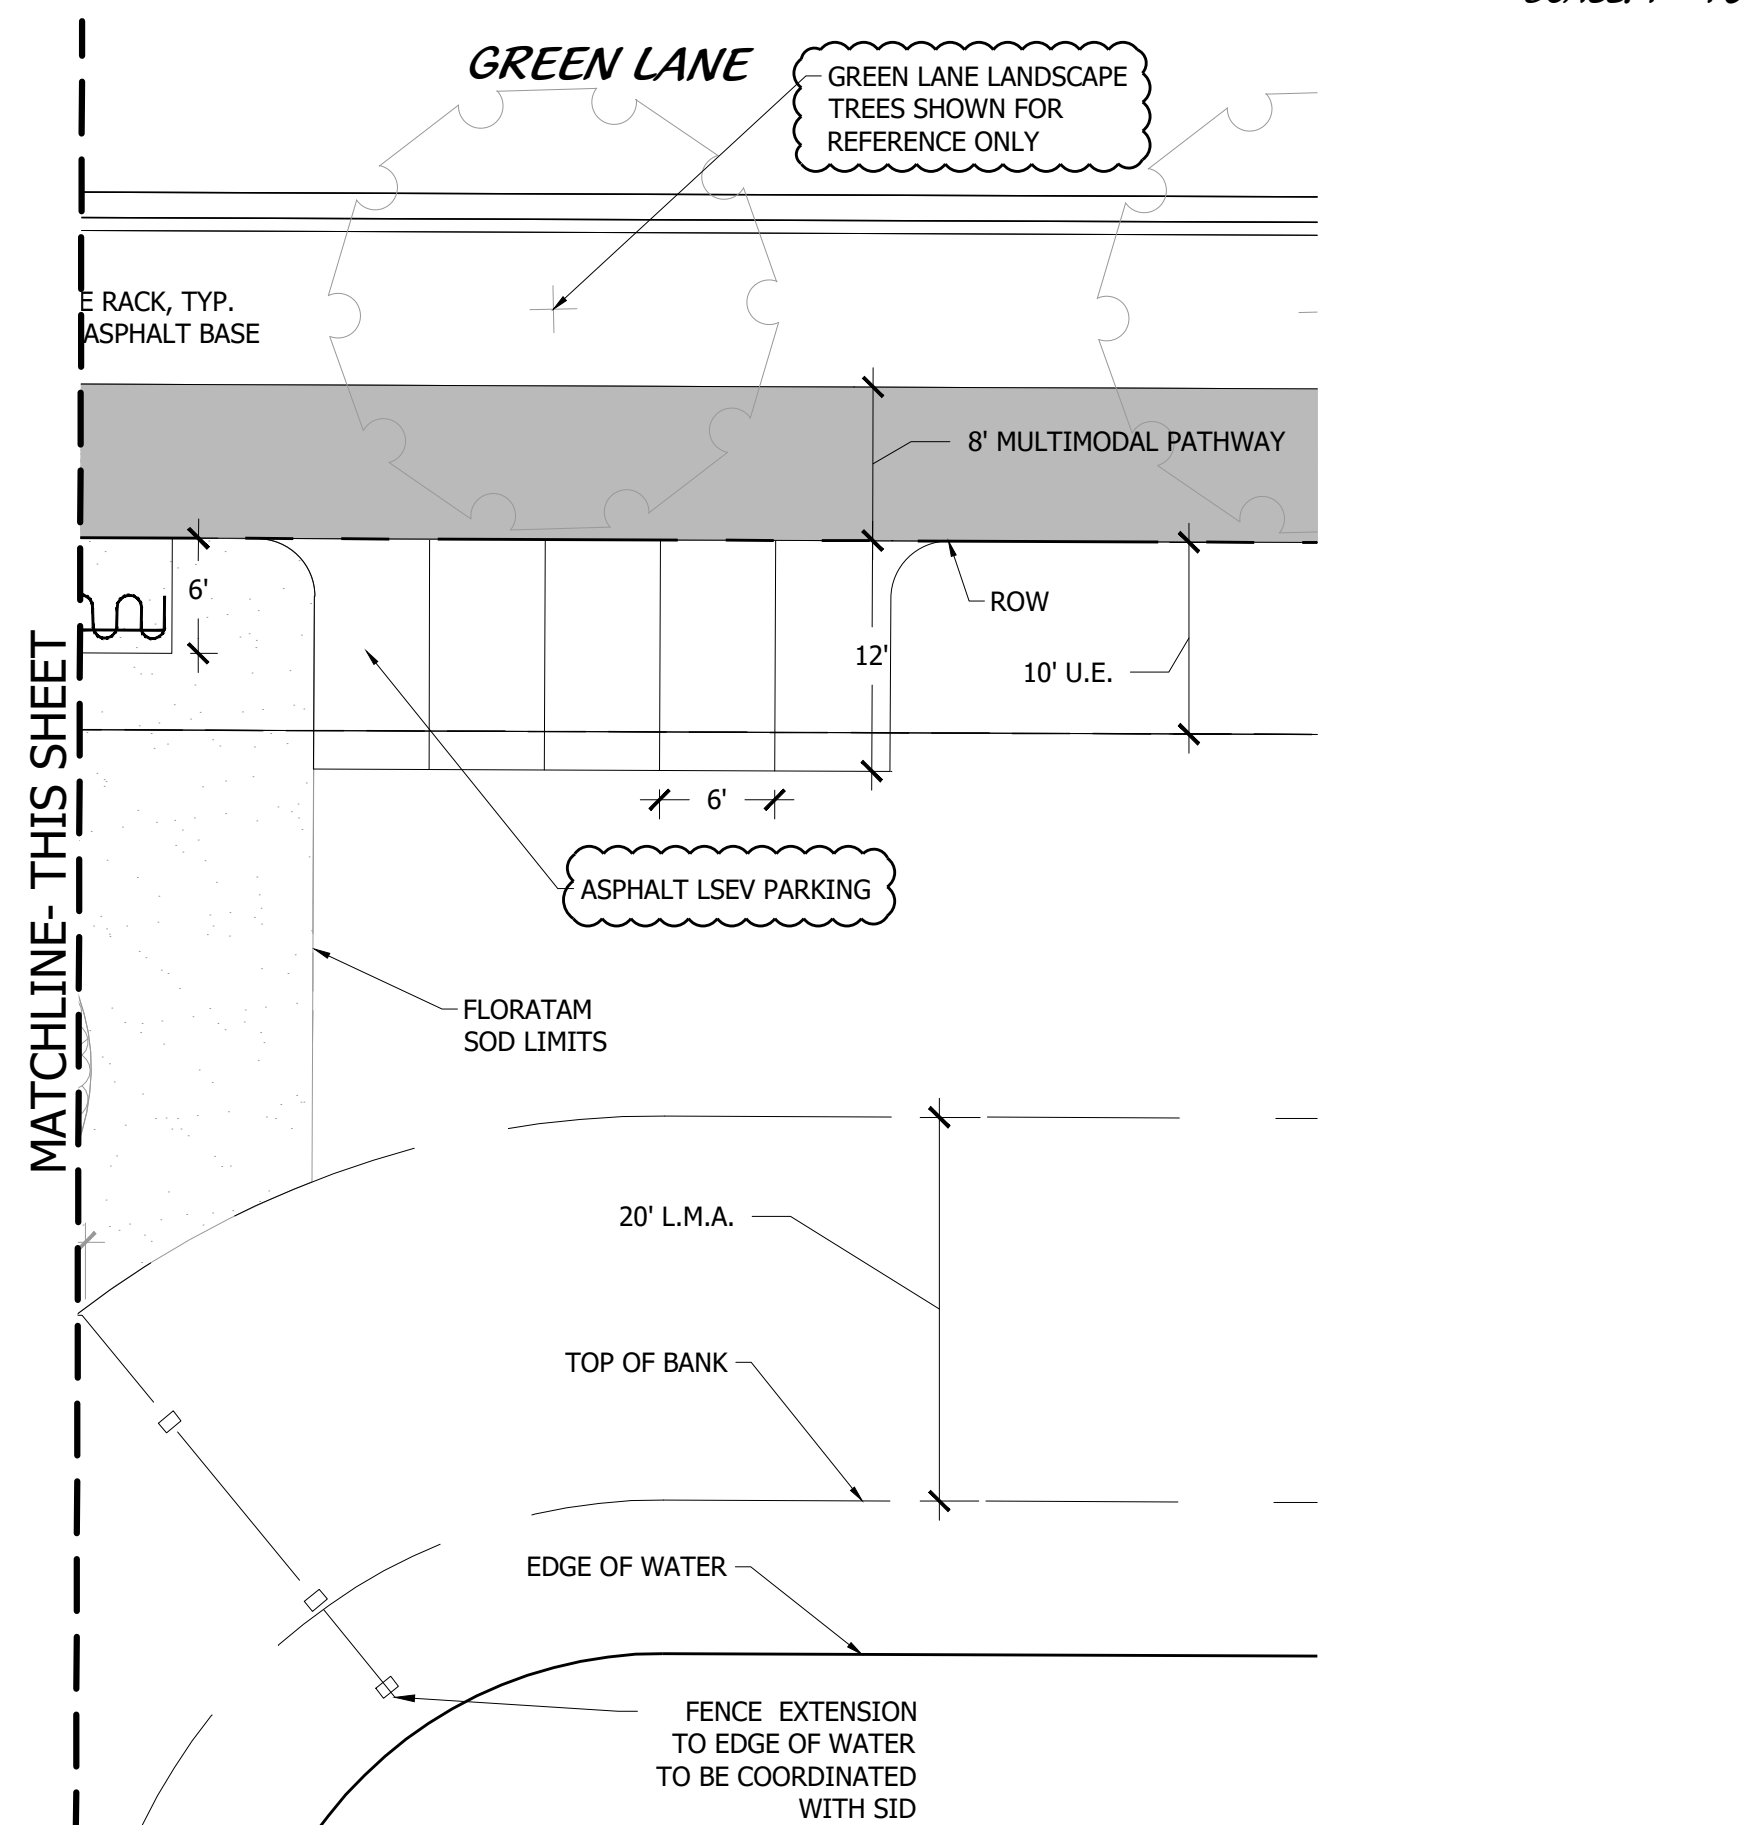 GREEN LANE
GREEN LANE LANDSCAPE
TREES SHOWN FOR
REFERENCE ONLY
E RACK, TYP.
ASPHALT BASE
8' MULTIMODAL PATHWAY
6'
ROW
12'
10' U.E.
6'
MATCHLINE- THIS SHEET
ASPHALT LSEV PARKING
FLORATAM
SOD LIMITS
20' L.M.A.
TOP OF BANK
EDGE OF WATER
FENCE EXTENSION
TO EDGE OF WATER
TO BE COORDINATED
WITH SID